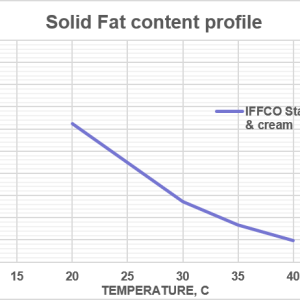 Solid Fat content profile
IFFCO Sta
& cream
15 20 25 30 35 40
TEMPERATURE, C